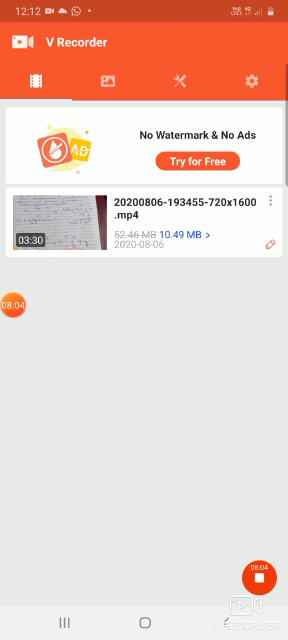 12:12
V Recorder
No Watermark & No Ads
AD
Try for Free
20200806-193455-720x1600
.mp4
03:30
52.46 MB 10.49 MB >
2020-08-06
08:04
08:04
V RECORDER